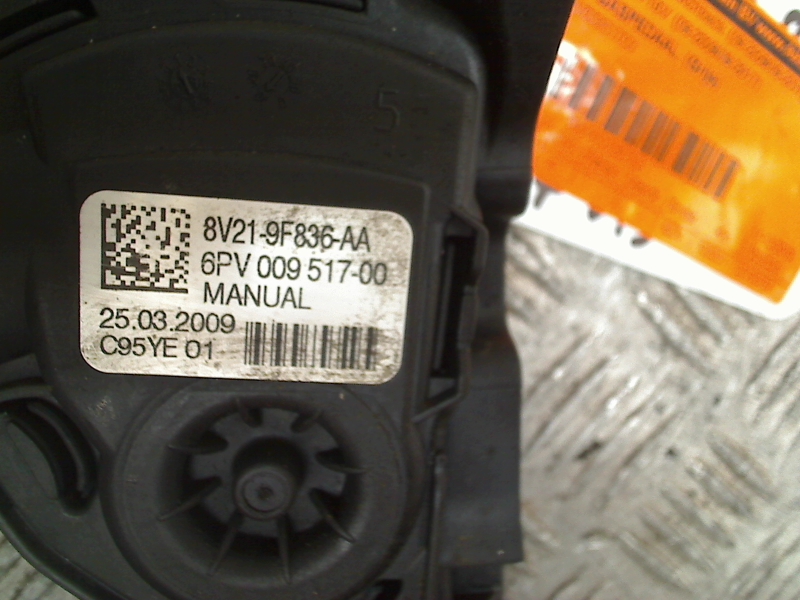 5
8V21-9F836-AA
6PV 009 517-00
MANUAL
25.03.2009
C95YE 01